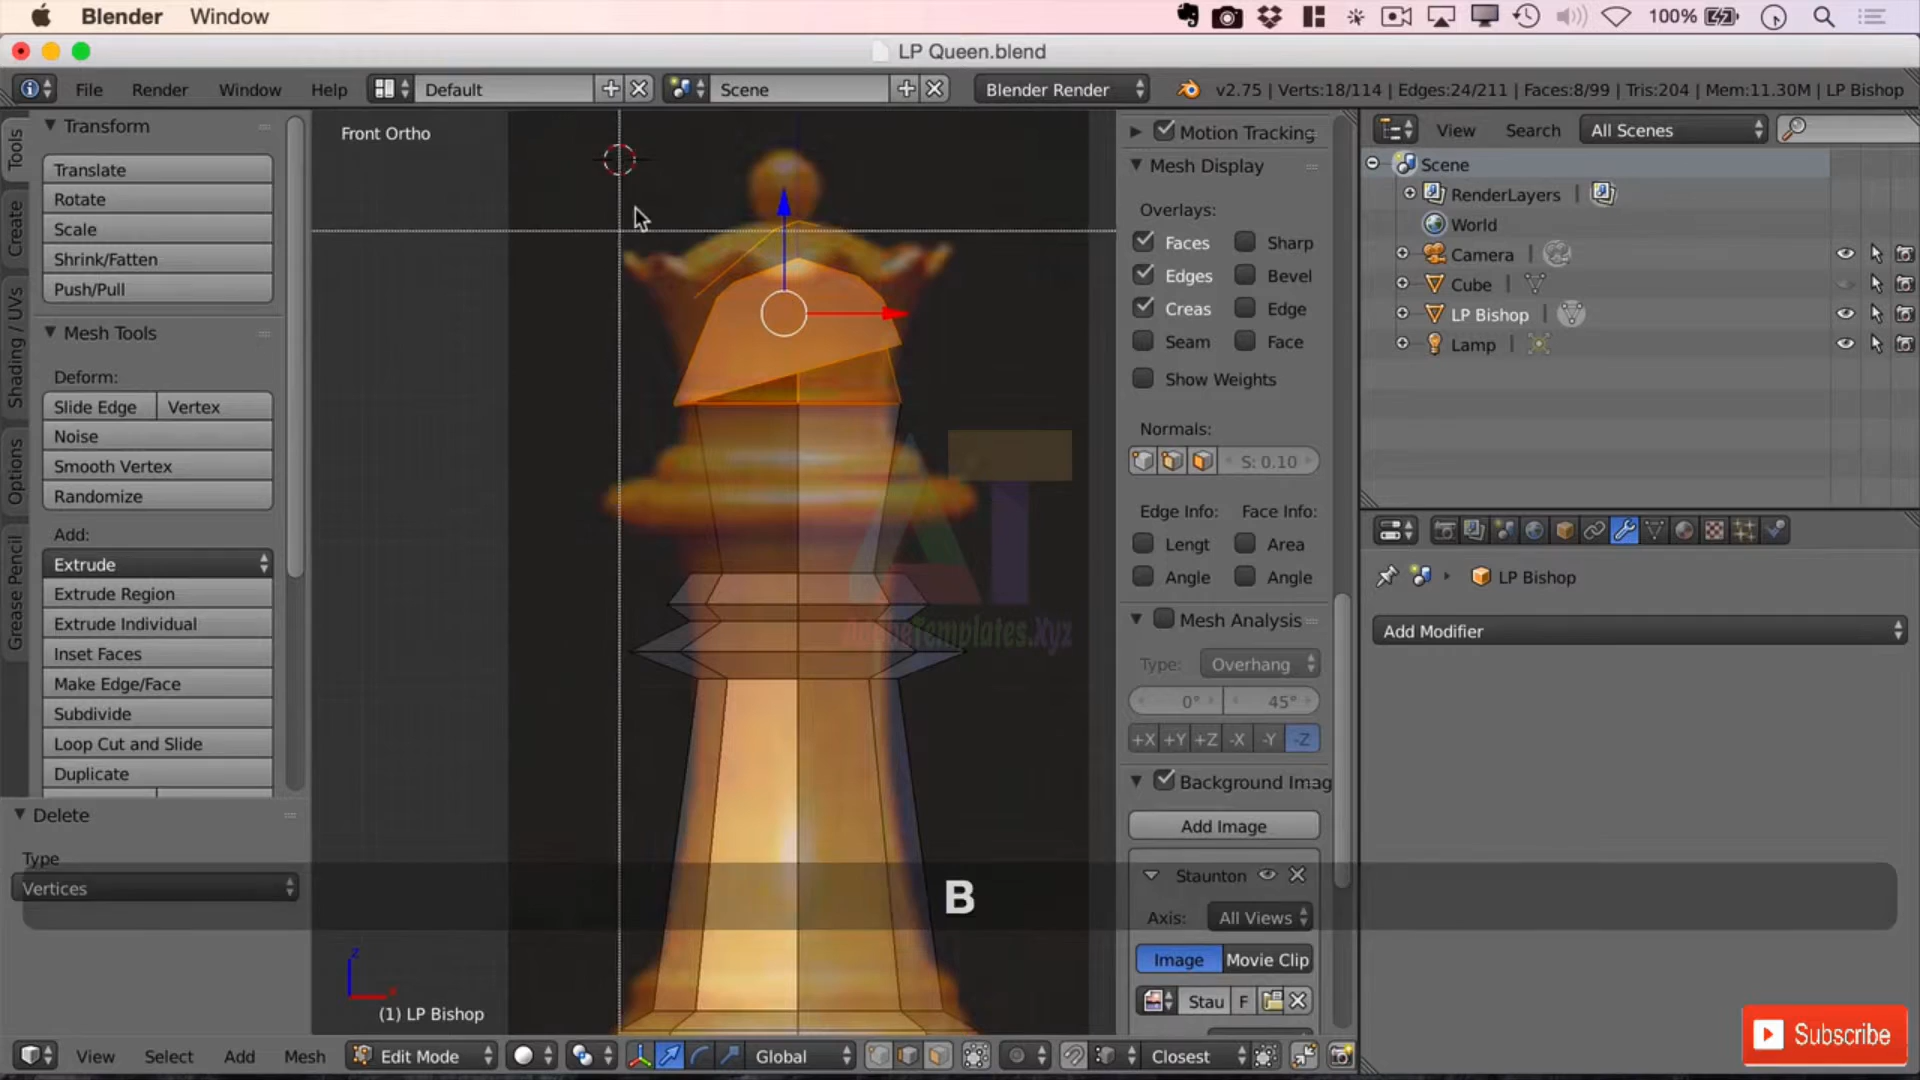 Blender Window 100%
LP Queen.blend
File Render Window Help Default Scene Blender Render v2.75 | Verts:18/114 | Edges:24/211 | Faces:8/99 | Tris:204 | Mem:11.30M | LP Bishop
Tools
Create
Shading / UVs
Options
Grease Pencil
Transform
Translate
Rotate
Scale
Shrink/Fatten
Push/Pull
Mesh Tools
Deform:
Slide Edge Vertex
Noise
Smooth Vertex
Randomize
Add:
Extrude
Extrude Region
Extrude Individual
Inset Faces
Make Edge/Face
Subdivide
Loop Cut and Slide
Duplicate
Delete
Type
Vertices
Front Ortho
B
z
(1) LP Bishop
Motion Tracking
Mesh Display
Overlays:
Faces Sharp
Edges Bevel
Creas Edge
Seam Face
Show Weights
Normals:
S: 0.10
Edge Info: Face Info:
Lengt Area
Angle Angle
Mesh Analysis
Type: Overhang
0° 45°
+X +Y +Z -X -Y -Z
Background Imag
Add Image
Staunton
Axis: All Views
Image Movie Clip
Stau F
View Search All Scenes
Scene
RenderLayers
World
Camera
Cube
LP Bishop
Lamp
LP Bishop
Add Modifier
Subscribe
View Select Add Mesh Edit Mode Global Closest